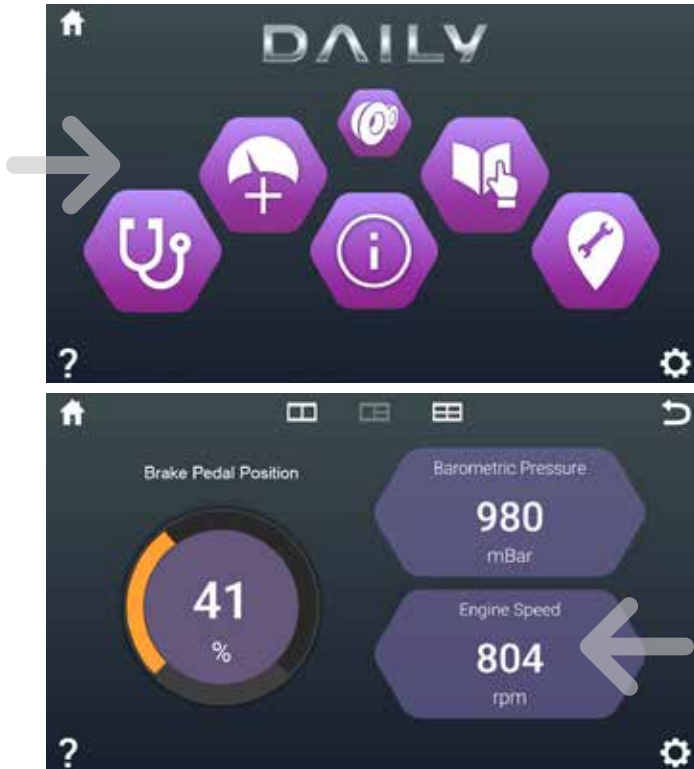 DAILY
i
?
Brake Pedal Position
41
%
Barometric Pressure
980
mBar
Engine Speed
804
rpm
?